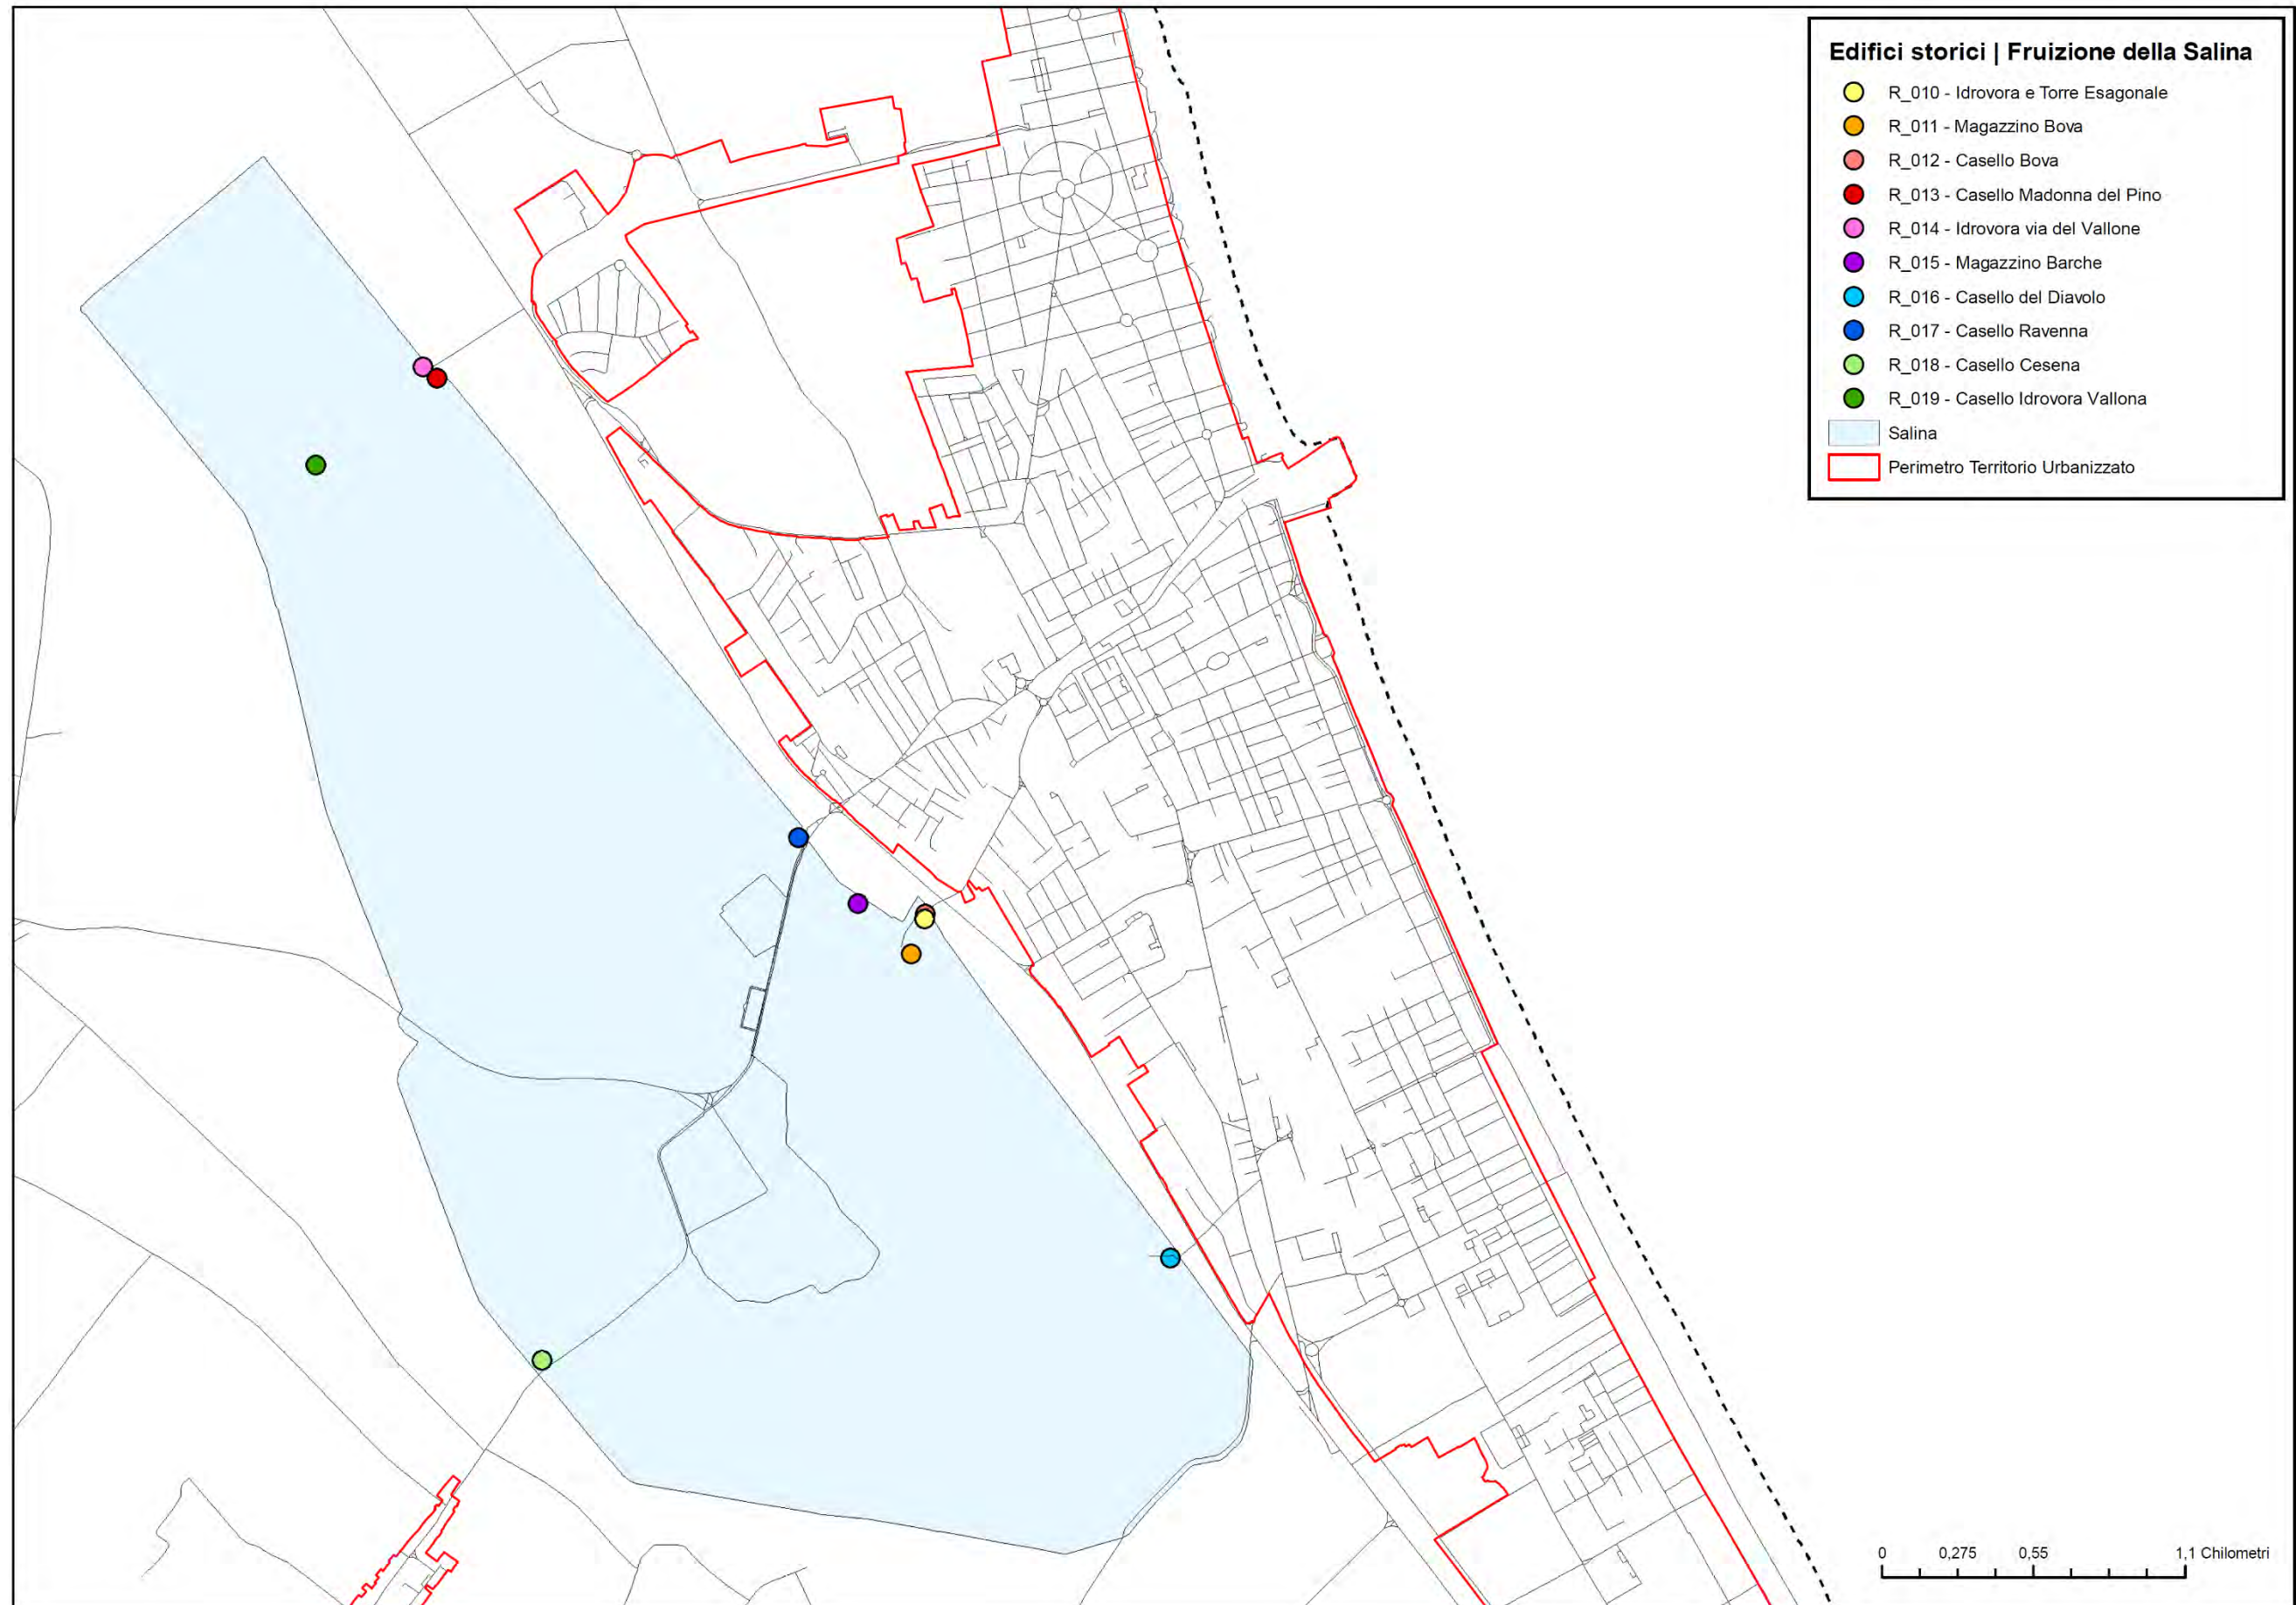 Edifici storici | Fruizione della Salina
R_010 - Idrovora e Torre Esagonale
R_011 - Magazzino Bova
R_012 - Casello Bova
R_013 - Casello Madonna del Pino
R_014 - Idrovora via del Vallone
R_015 - Magazzino Barche
R_016 - Casello del Diavolo
R_017 - Casello Ravenna
R_018 - Casello Cesena
R_019 - Casello Idrovora Vallona
Salina
Perimetro Territorio Urbanizzato
0 0,275 0,55 1,1 Chilometri